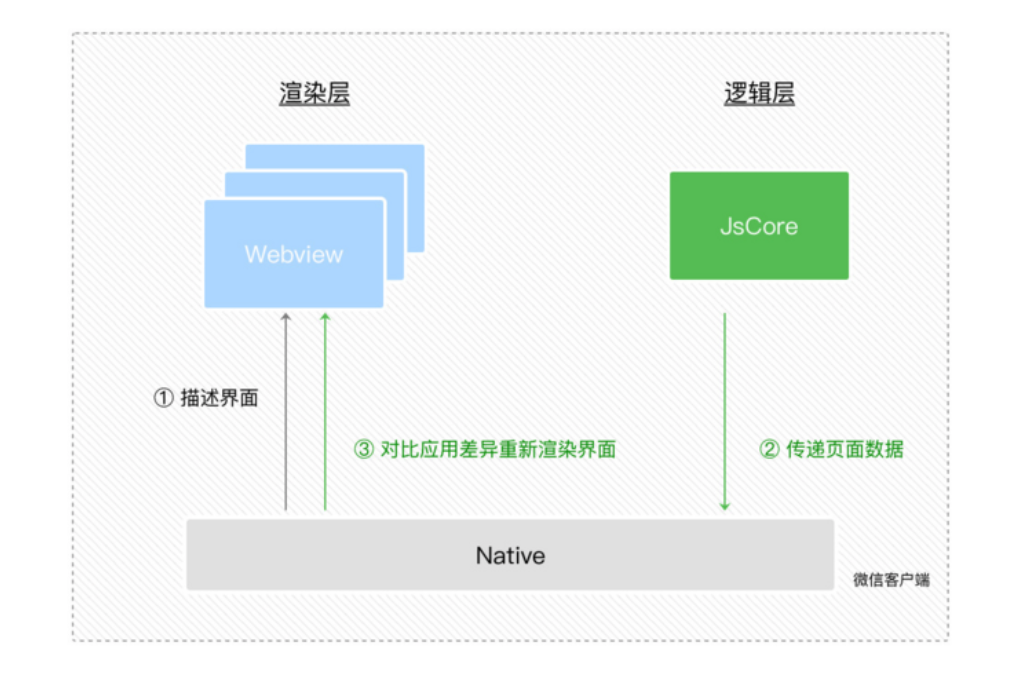 渲染层
逻辑层
JsCore
Webview
① 描述界面
③ 对比应用差异重新渲染界面
② 传递页面数据
Native
微信客户端